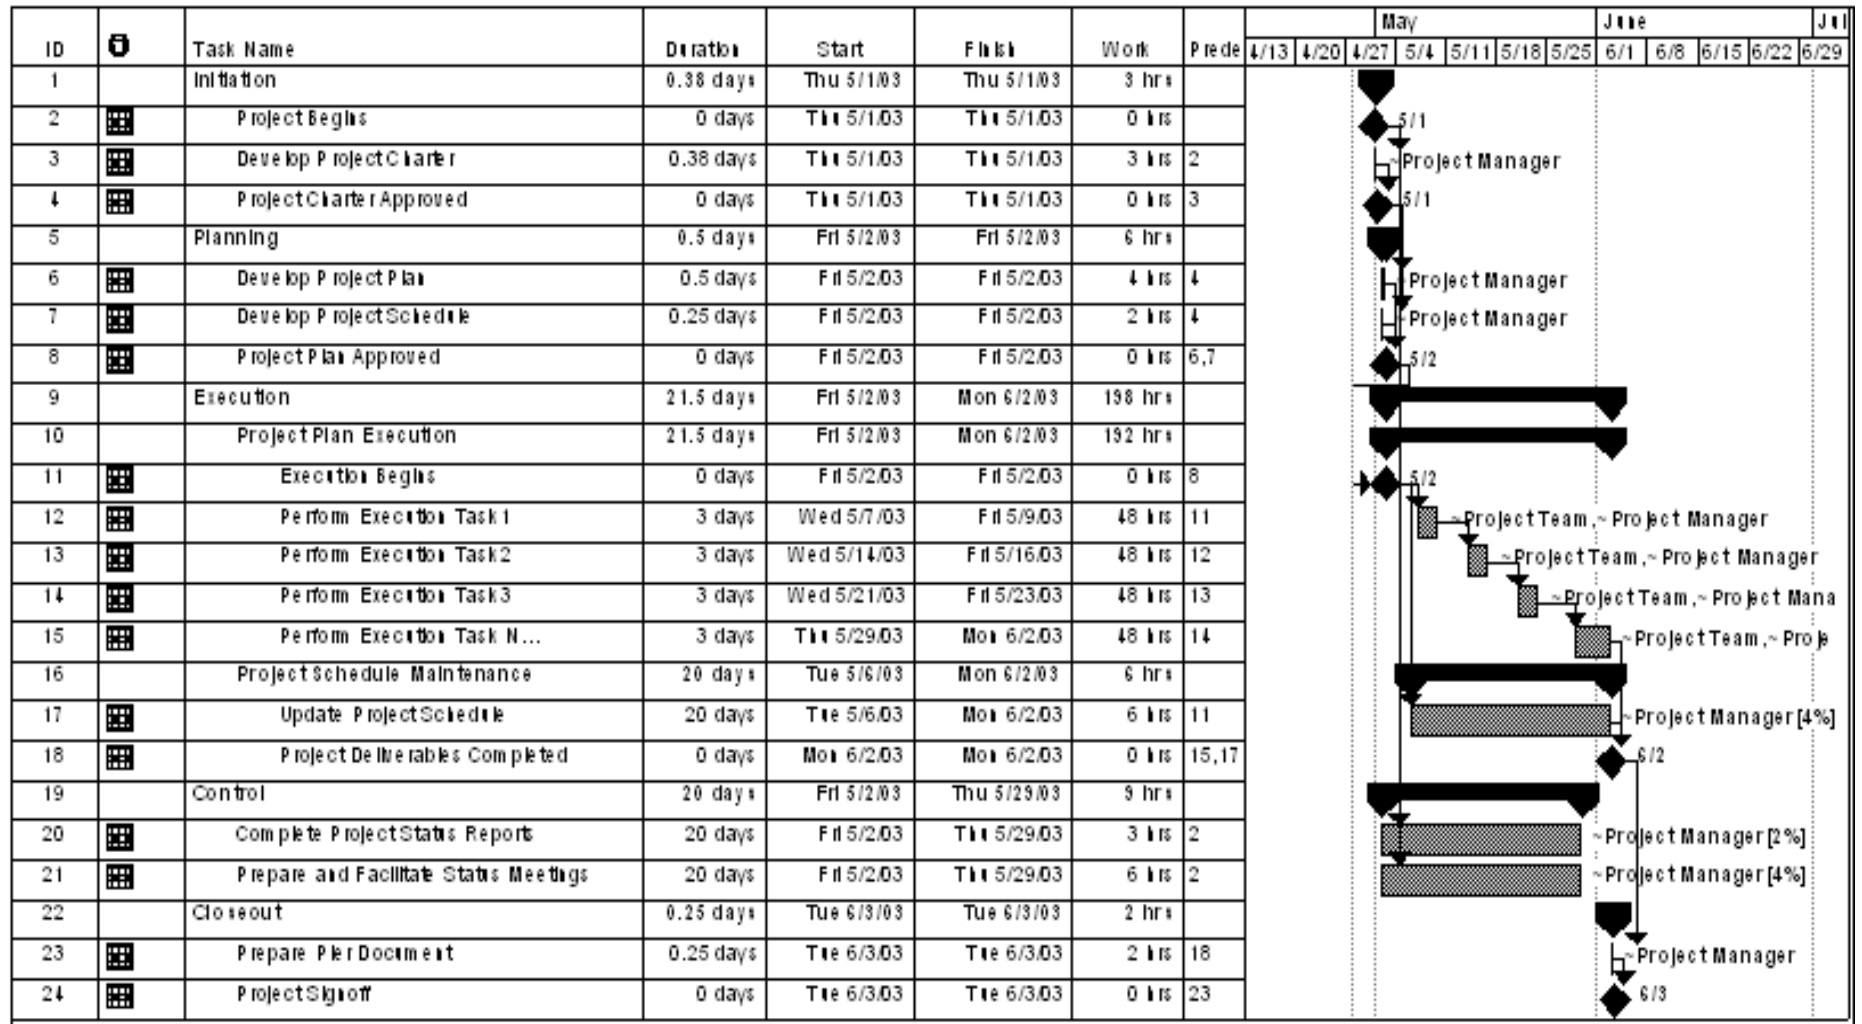 May June Jul
ID Task Name Duration Start Finish Work Prede 4/13 4/20 4/27 5/4 5/11 5/18 5/25 6/1 6/8 6/15 6/22 6/29
1 Initiation 0.38 days Thu 5/1/03 Thu 5/1/03 3 hrs
2 Project Begins 0 days Thu 5/1/03 Thu 5/1/03 0 hrs 5/1
3 Develop Project Charter 0.38 days Thu 5/1/03 Thu 5/1/03 3 hrs 2 ~Project Manager
4 Project Charter Approved 0 days Thu 5/1/03 Thu 5/1/03 0 hrs 3 5/1
5 Planning 0.5 days Fri 5/2/03 Fri 5/2/03 6 hrs
6 Develop Project Plan 0.5 days Fri 5/2/03 Fri 5/2/03 4 hrs 4 ~Project Manager
7 Develop Project Schedule 0.25 days Fri 5/2/03 Fri 5/2/03 2 hrs 4 ~Project Manager
8 Project Plan Approved 0 days Fri 5/2/03 Fri 5/2/03 0 hrs 6,7 5/2
9 Execution 21.5 days Fri 5/2/03 Mon 6/2/03 198 hrs
10 Project Plan Execution 21.5 days Fri 5/2/03 Mon 6/2/03 192 hrs
11 Execution Begins 0 days Fri 5/2/03 Fri 5/2/03 0 hrs 8 5/2
12 Perform Execution Task 1 3 days Wed 5/7/03 Fri 5/9/03 48 hrs 11 ~Project Team,~ Project Manager
13 Perform Execution Task 2 3 days Wed 5/14/03 Fri 5/16/03 48 hrs 12 ~Project Team,~ Project Manager
14 Perform Execution Task 3 3 days Wed 5/21/03 Fri 5/23/03 48 hrs 13 ~Project Team,~ Project Mana
15 Perform Execution Task N... 3 days Thu 5/29/03 Mon 6/2/03 48 hrs 14 ~Project Team,~ Proje
16 Project Schedule Maintenance 20 days Tue 5/6/03 Mon 6/2/03 6 hrs
17 Update Project Schedule 20 days Tue 5/6/03 Mon 6/2/03 6 hrs 11 ~Project Manager[4%]
18 Project Deliverables Completed 0 days Mon 6/2/03 Mon 6/2/03 0 hrs 15,17 6/2
19 Control 20 days Fri 5/2/03 Thu 5/29/03 9 hrs
20 Complete Project Status Reports 20 days Fri 5/2/03 Thu 5/29/03 3 hrs 2 ~Project Manager[2%]
21 Prepare and Facilitate Status Meetings 20 days Fri 5/2/03 Thu 5/29/03 6 hrs 2 ~Project Manager[4%]
22 Closeout 0.25 days Tue 6/3/03 Tue 6/3/03 2 hrs
23 Prepare Pier Document 0.25 days Tue 6/3/03 Tue 6/3/03 2 hrs 18 ~Project Manager
24 Project Signoff 0 days Tue 6/3/03 Tue 6/3/03 0 hrs 23 6/3